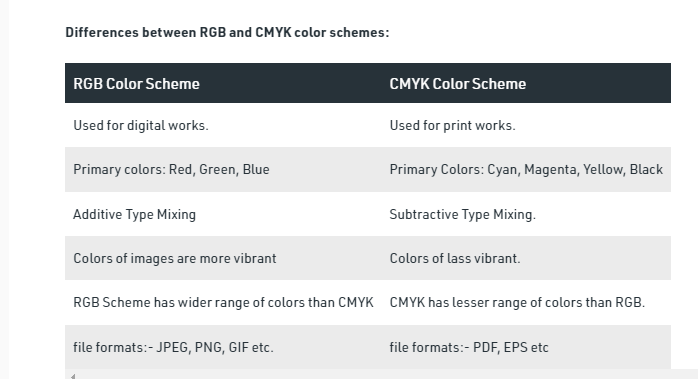 Differences between RGB and CMYK color schemes:
RGB Color Scheme CMYK Color Scheme
Used for digital works. Used for print works.
Primary colors: Red, Green, Blue Primary Colors: Cyan, Magenta, Yellow, Black
Additive Type Mixing Subtractive Type Mixing.
Colors of images are more vibrant Colors of lass vibrant.
RGB Scheme has wider range of colors than CMYK CMYK has lesser range of colors than RGB.
file formats:- JPEG, PNG, GIF etc. file formats:- PDF, EPS etc